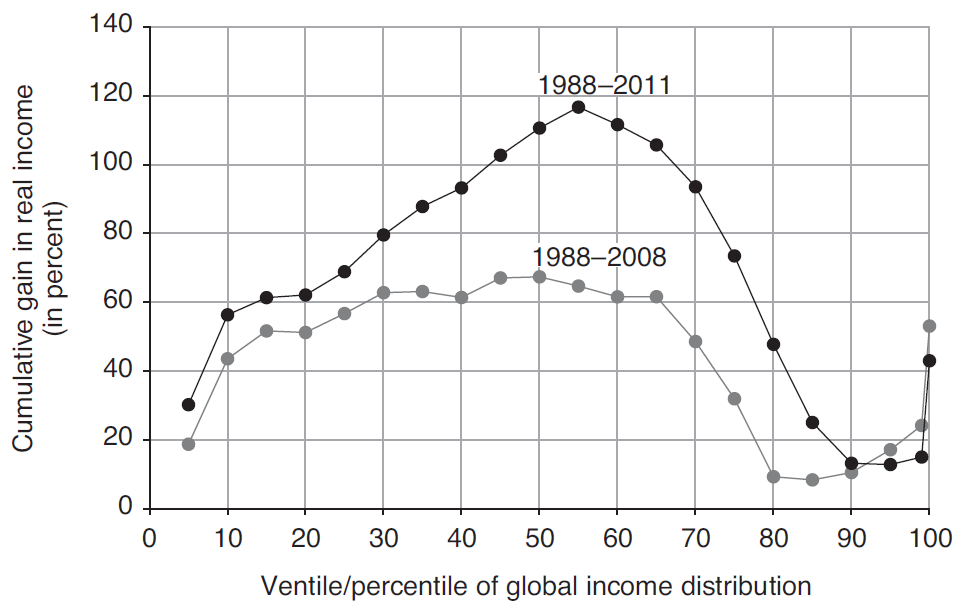 140
120
100
80
60
40
20
0
Cumulative gain in real income
(in percent)
1988–2011
1988–2008
0 10 20 30 40 50 60 70 80 90 100
Ventile/percentile of global income distribution